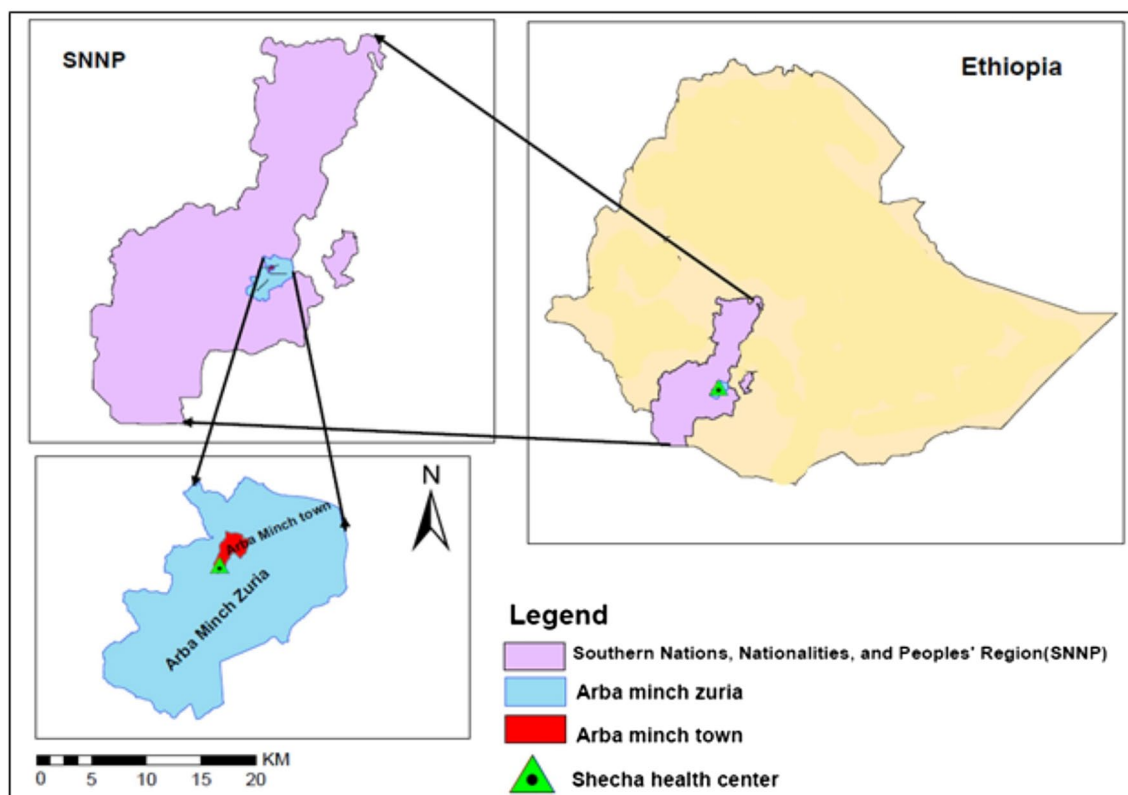 SNNP
Ethiopia
N
Arba Minch town
Arba Minch Zuria
Legend
Southern Nations, Nationalities, and Peoples' Region(SNNP)
Arba minch zuria
Arba minch town
Shecha health center
KM
0 5 10 15 20